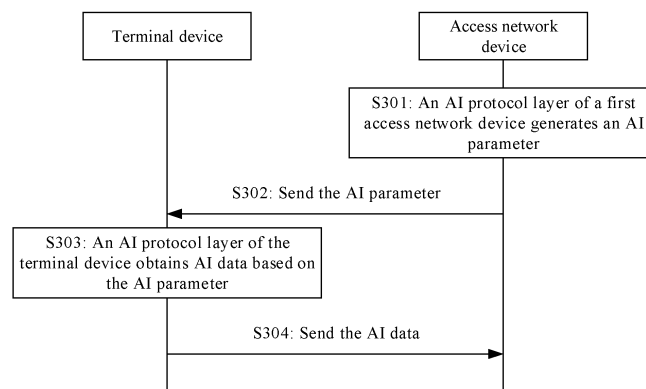 Terminal device
Access network
device
S301: An AI protocol layer of a first
access network device generates an AI
parameter
S302: Send the AI parameter
S303: An AI protocol layer of the
terminal device obtains AI data based on
the AI parameter
S304: Send the AI data